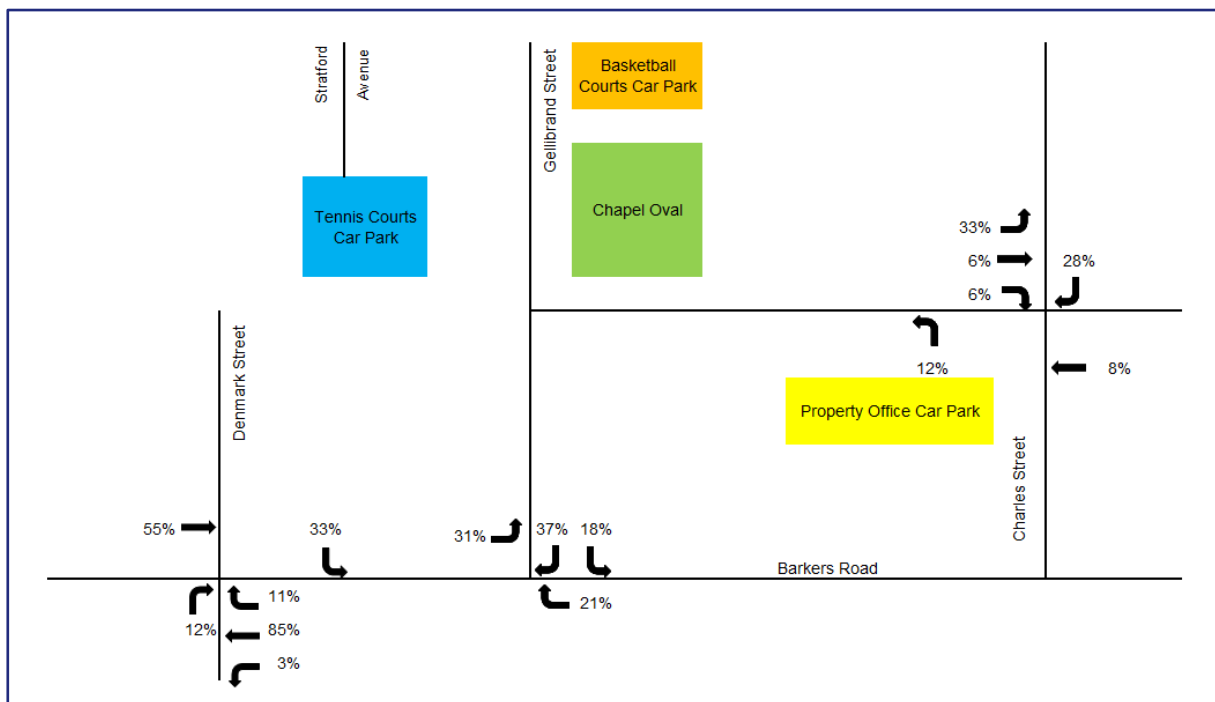 Stratford
Avenue
Gellibrand Street
Basketball
Courts Car Park
Tennis Courts
Car Park
Chapel Oval
33%
6%
28%
6%
12%
8%
Property Office Car Park
Denmark Street
Charles Street
55%
33%
31%
37%
18%
Barkers Road
11%
21%
12%
85%
3%